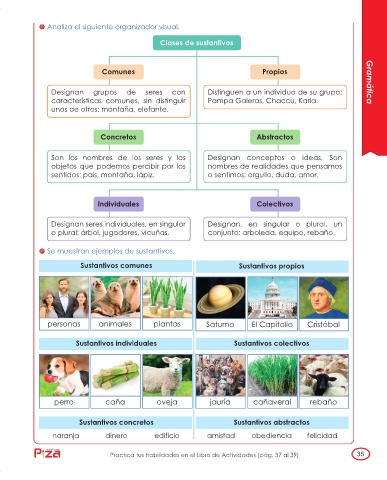 Analiza el siguiente organizador visual.
Clases de sustantivos
Gramática
Comunes
Propios
Designan grupos de seres con
características comunes, sin distinguir
unos de otros: montaña, elefante.
Distinguen a un individuo de su grupo:
Pampa Galeras, Chaccu, Karla.
Concretos
Abstractos
Son los nombres de los seres y los
objetos que podemos percibir por los
sentidos: país, montaña, lápiz.
Designan conceptos o ideas. Son
nombres de realidades que pensamos
o sentimos: orgullo, duda, amor.
Individuales
Colectivos
Designan seres individuales, en singular
o plural: árbol, jugadores, vicuñas.
Designan, en singular o plural, un
conjunto: arboleda, equipo, rebaño.
Se muestran ejemplos de sustantivos.
Sustantivos comunes
Sustantivos propios
personas animales plantas Saturno El Capitolio Cristóbal
Sustantivos individuales
Sustantivos colectivos
perro caña oveja jauría cañaveral rebaño
Sustantivos concretos
Sustantivos abstractos
naranja dinero edificio amistad obediencia felicidad
Practica tus habilidades en el Libro de Actividades (pág. 37 al 39)
35